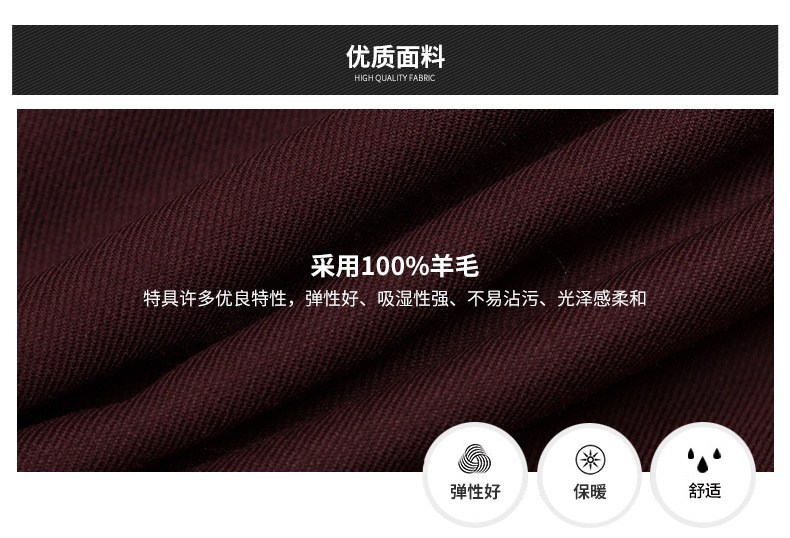 优质面料
HIGH QUALITY FABRIC
采用100%羊毛
特具许多优良特性，弹性好、吸湿性强、不易沾污、光泽感柔和
弹性好
保暖
舒适